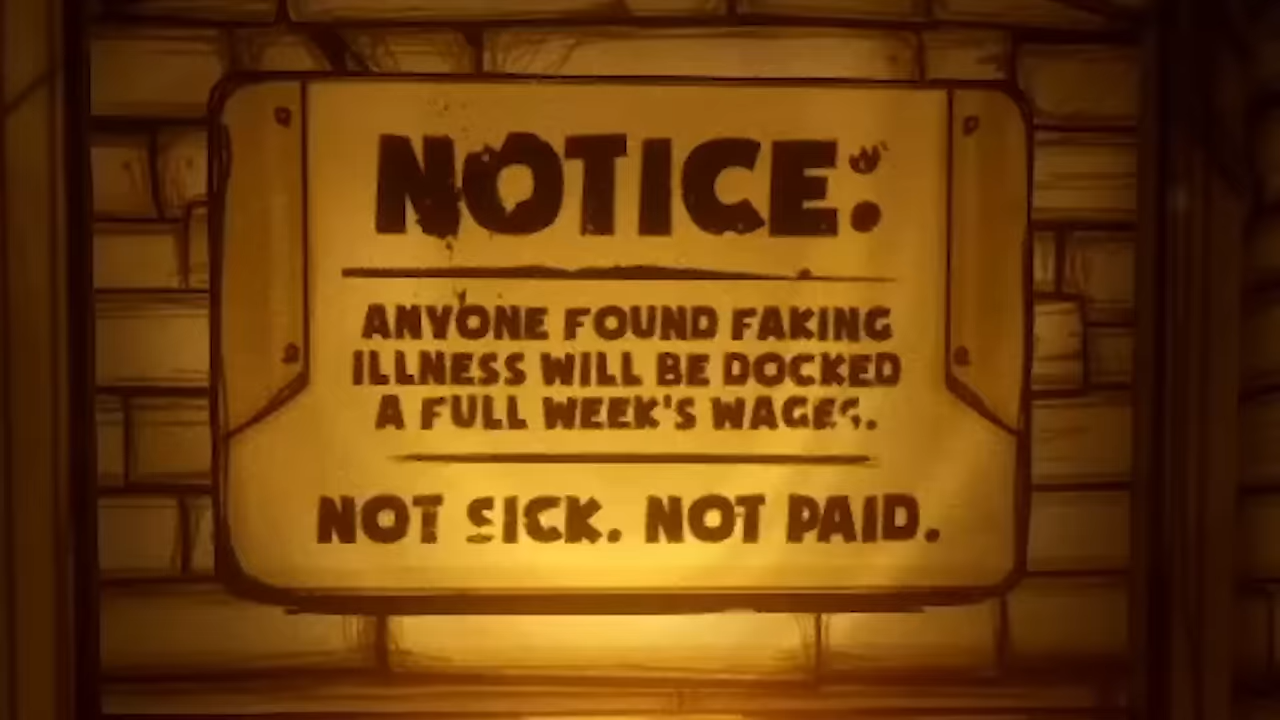 NOTICE:
ANYONE FOUND FAKING
ILLNESS WILL BE DOCKED
A FULL WEEK'S WAGES.
NOT SICK. NOT PAID.